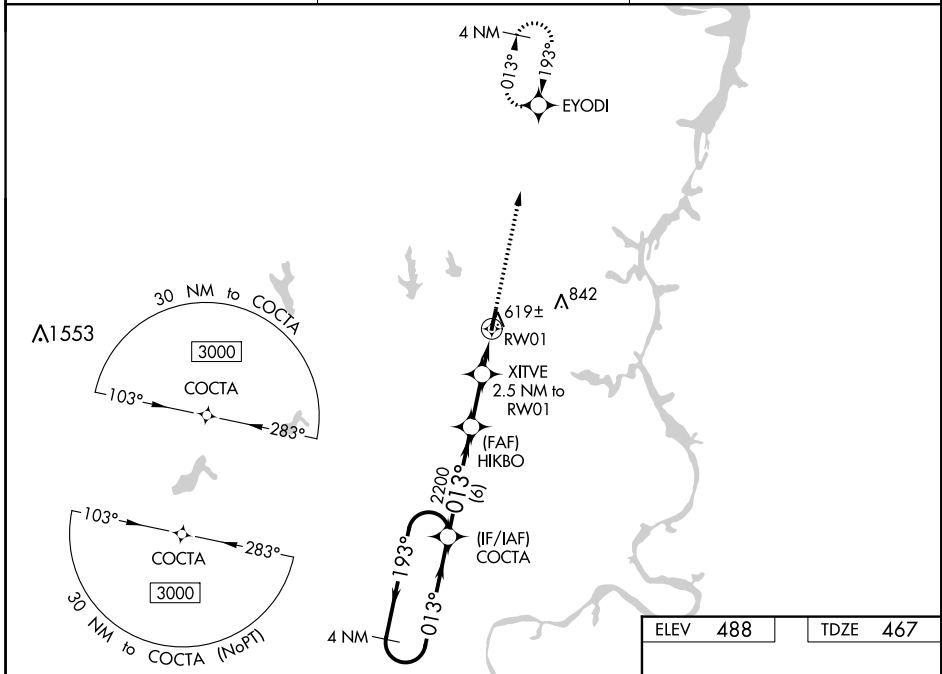 4 NM
013°
193°
EYODI
30 NM to COCTA
1553
3000
COCTA
103°
283°
619±
842
RW01
XITVE
2.5 NM to
RW01
(FAF)
HIKBO
2200
013°
(6)
(IF/IAF)
COCTA
193°
013°
4 NM
103°
283°
COCTA
3000
30 NM to COCTA (NoPT)
ELEV 488
TDZE 467